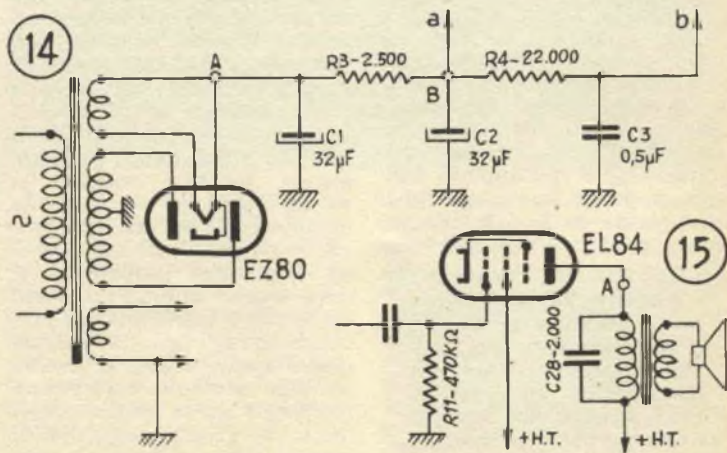 14
A
R3-2.500
a
B
R4-22.000
b
C1
32µF
C2
32µF
C3
0,5µF
EZ80
EL84
15
A
R11-470KΩ
C28-2.000
+H.T.
+H.T.